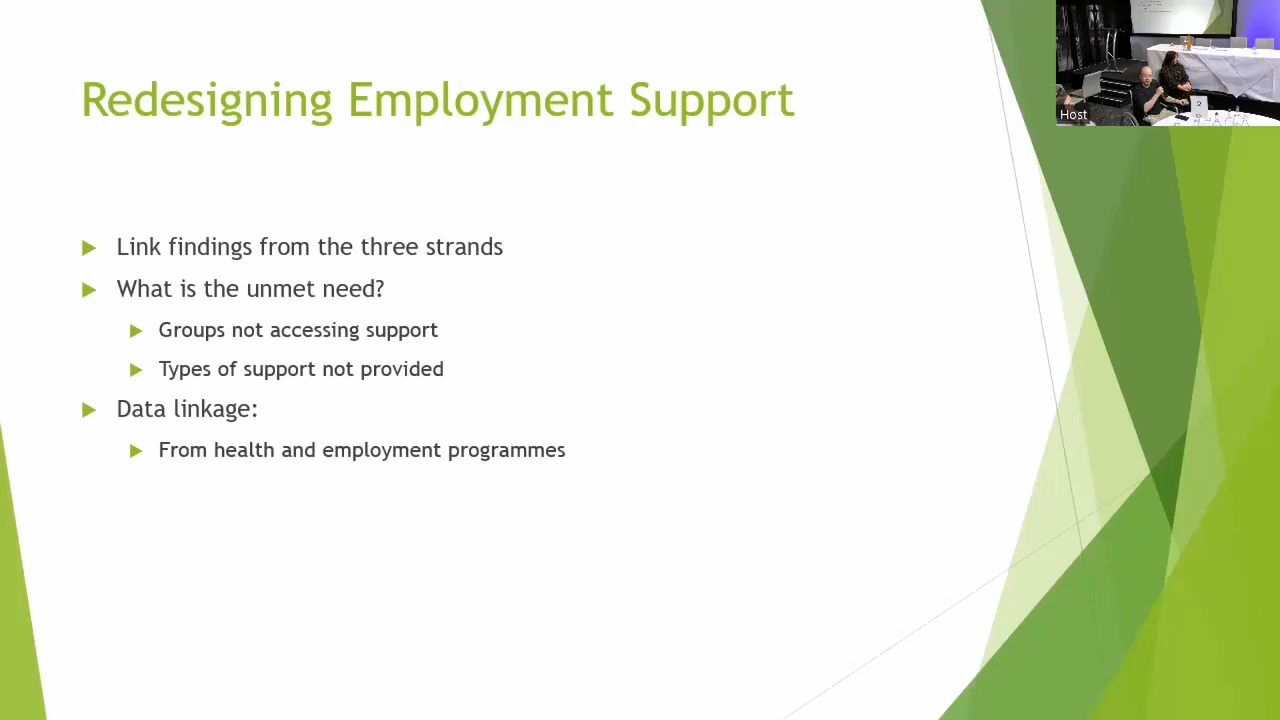 Redesigning Employment Support
Link findings from the three strands
What is the unmet need?
Groups not accessing support
Types of support not provided
Data linkage:
From health and employment programmes
Host
2